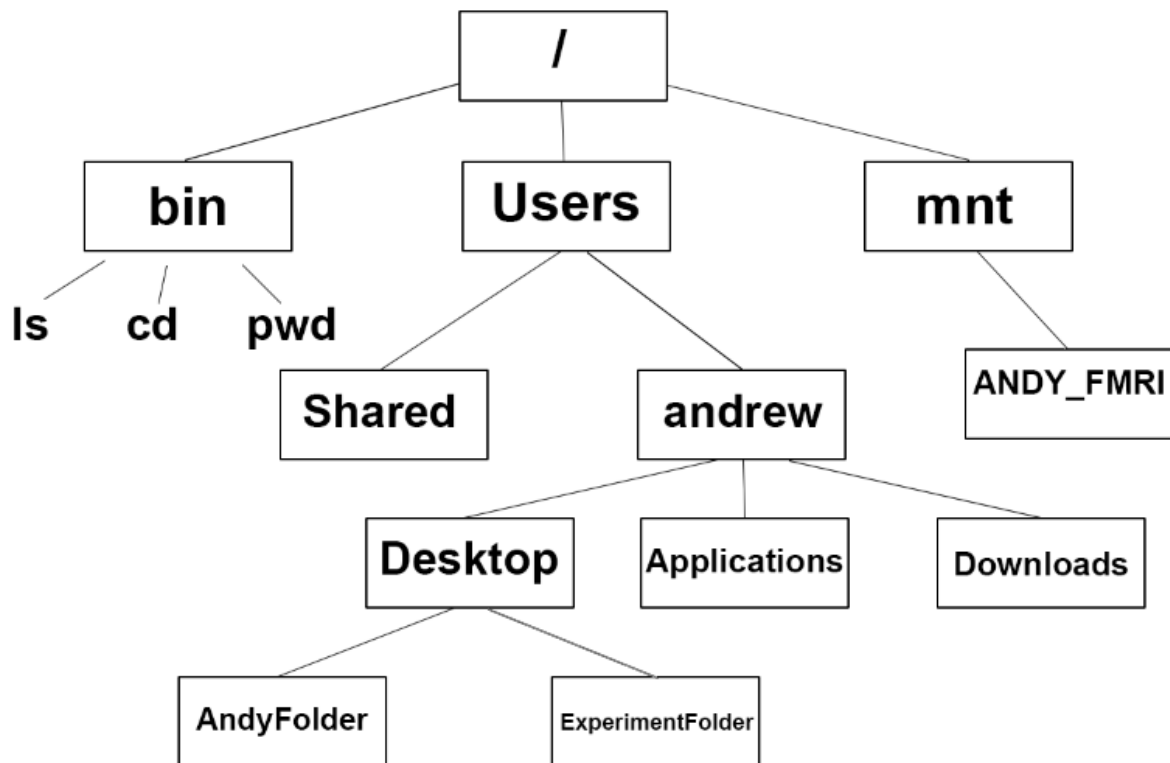 /
bin
Users
mnt
ls
cd
pwd
Shared
andrew
ANDY_FMRI
Desktop
Applications
Downloads
AndyFolder
ExperimentFolder